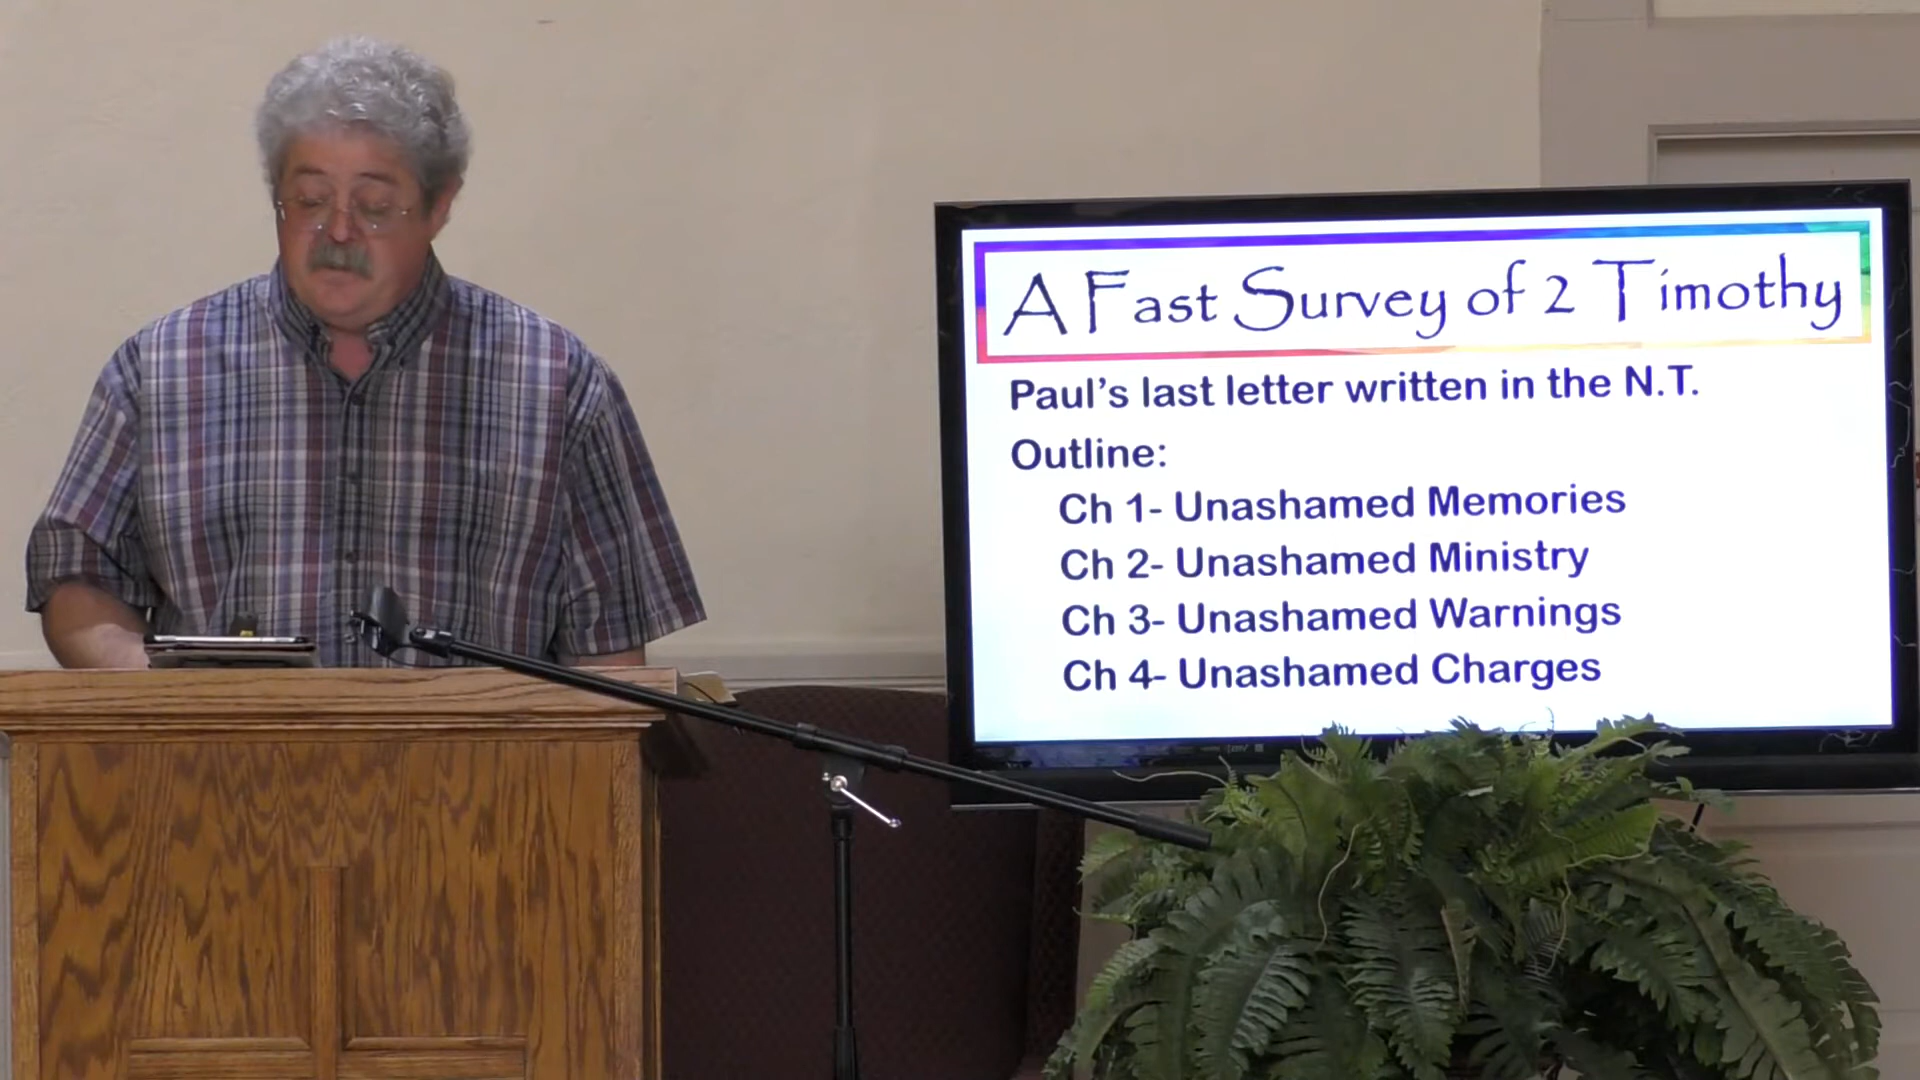 A Fast Survey of 2 Timothy
Paul's last letter written in the N.T.
Outline:
Ch 1- Unashamed Memories
Ch 2- Unashamed Ministry
Ch 3- Unashamed Warnings
Ch 4- Unashamed Charges